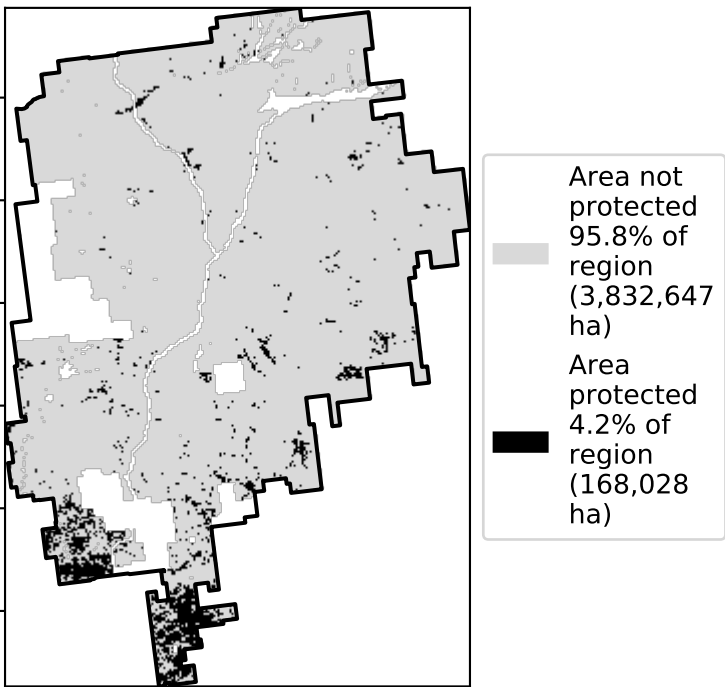 Area not
protected
95.8% of
region
(3,832,647
ha)
Area
protected
4.2% of
region
(168,028
ha)